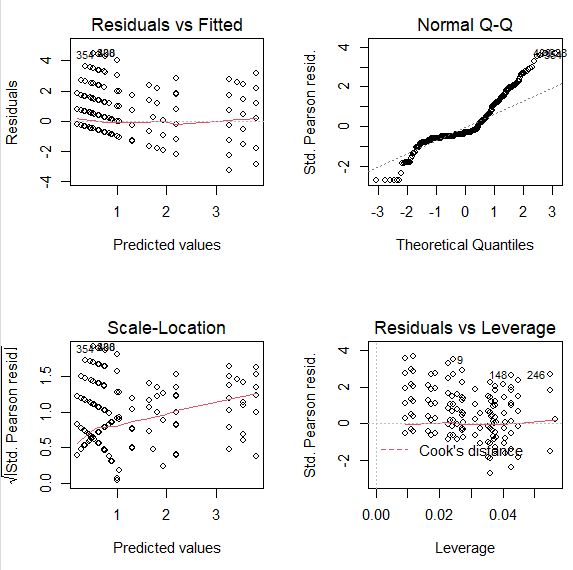 Residuals vs Fitted
Residuals
4
2
0
-2
-4
354
1
2
3
Predicted values
Normal Q-Q
Std. Pearson resid.
4
2
0
-2
-3
-2
-1
0
1
2
3
Theoretical Quantiles
Scale-Location
√|Std. Pearson resid|
1.5
1.0
0.5
0.0
354
1
2
3
Predicted values
Residuals vs Leverage
Std. Pearson resid.
4
2
0
-2
9
148
246
Cook's distance
0.00
0.02
0.04
Leverage